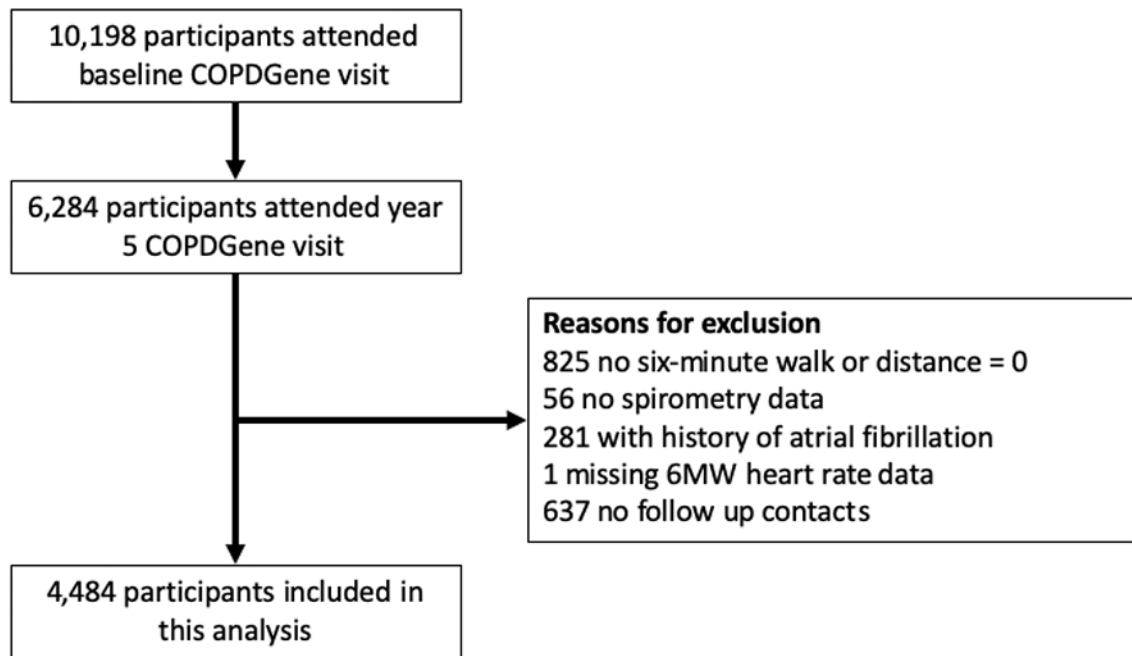 10,198 participants attended
baseline COPDGene visit
6,284 participants attended year
5 COPDGene visit
Reasons for exclusion
825 no six-minute walk or distance = 0
56 no spirometry data
281 with history of atrial fibrillation
1 missing 6MW heart rate data
637 no follow up contacts
4,484 participants included in
this analysis